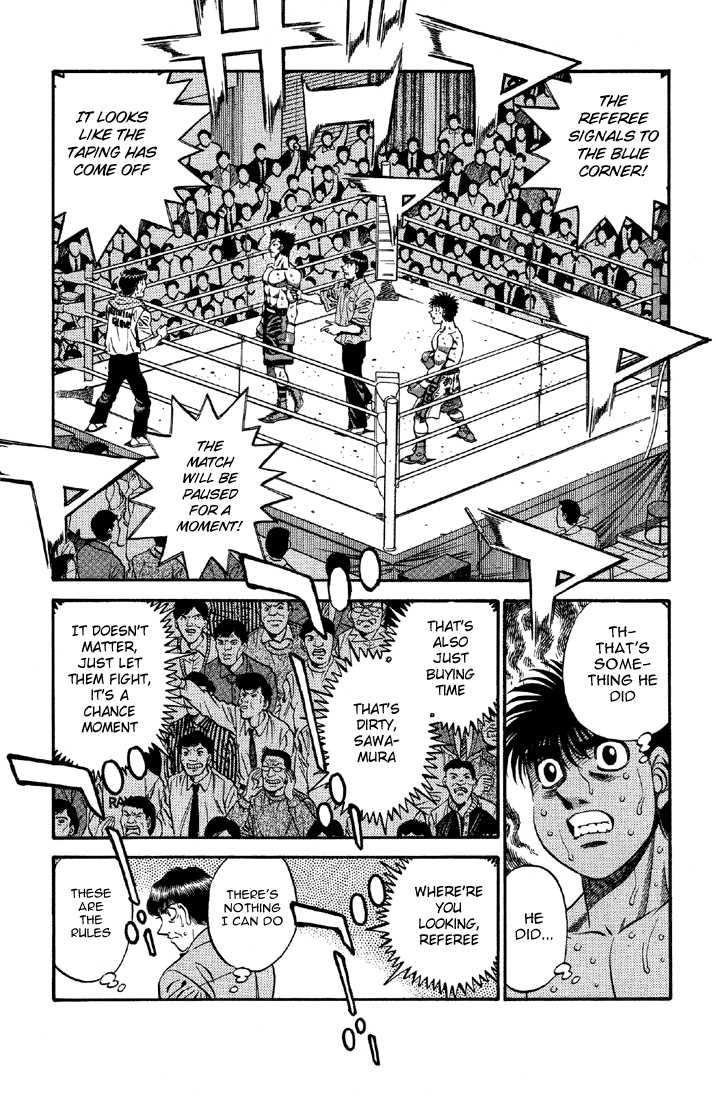 THE
REFEREE
SIGNALS TO
THE BLUE
CORNER!
IT LOOKS
LIKE THE
TAPING HAS
COME OFF
THE
MATCH
WILL BE
PAUSED
FOR A
MOMENT!
TH-
THAT'S
SOME-
THING HE
DID
HE
DID...
THAT'S
ALSO
JUST
BUYING
TIME
THAT'S
DIRTY,
SAWA-
MURA
IT DOESN'T
MATTER,
JUST LET
THEM FIGHT,
IT'S A
CHANCE
MOMENT
WHERE'RE
YOU
LOOKING,
REFEREE
THERE'S
NOTHING
I CAN DO
THESE
ARE
THE
RULES